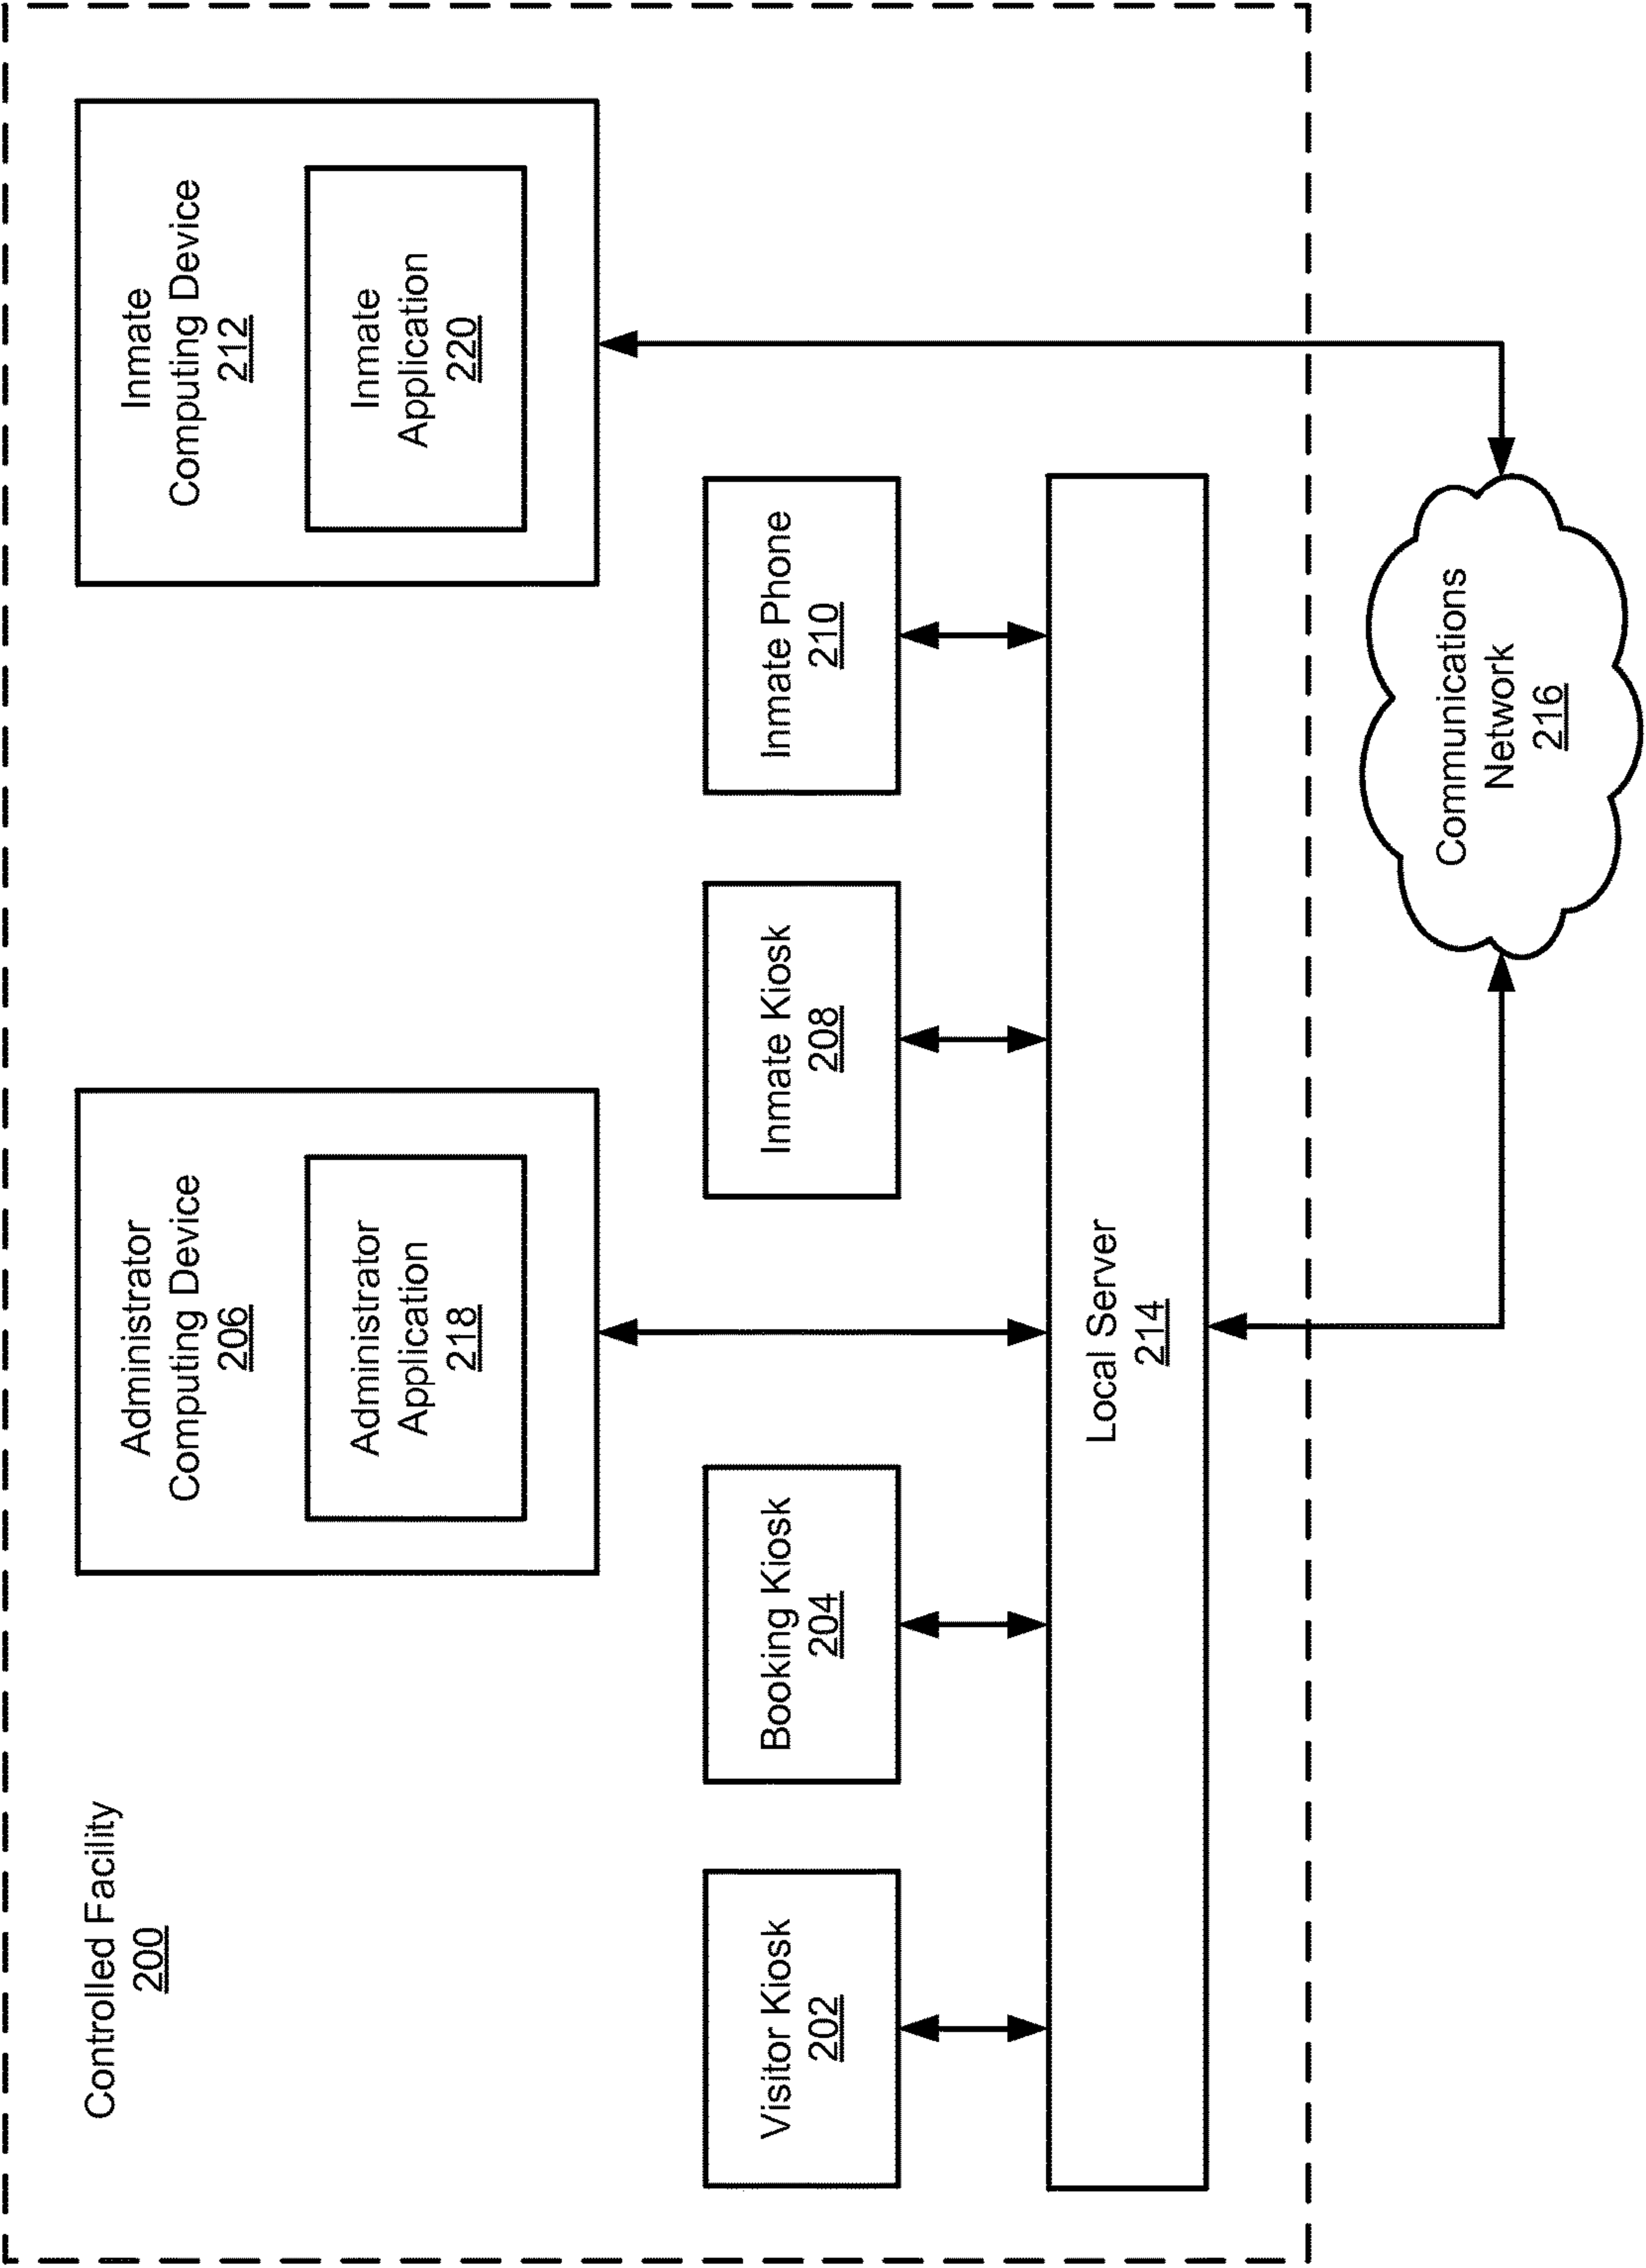 Controlled Facility
200
Administrator
Computing Device
206
Administrator
Application
218
Inmate
Computing Device
212
Inmate
Application
220
Visitor Kiosk
202
Booking Kiosk
204
Inmate Kiosk
208
Inmate Phone
210
Local Server
214
Communications
Network
216